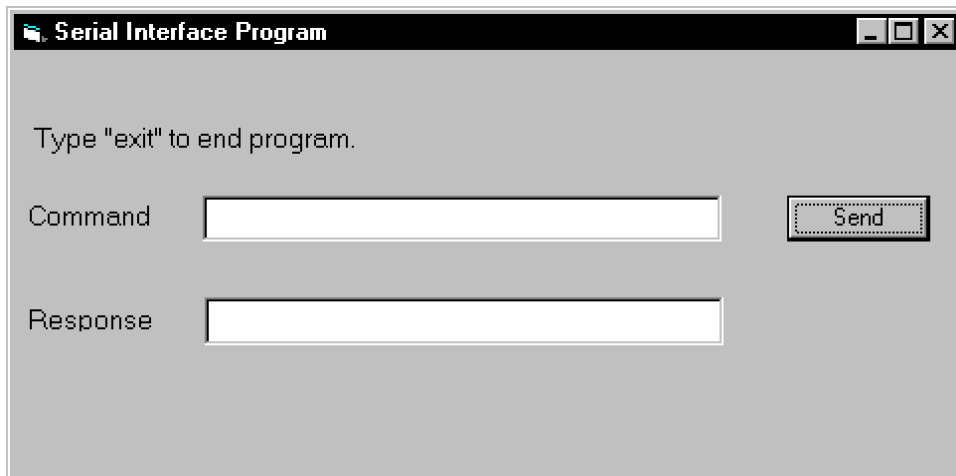 Serial Interface Program
Type "exit" to end program.
Command
Send
Response